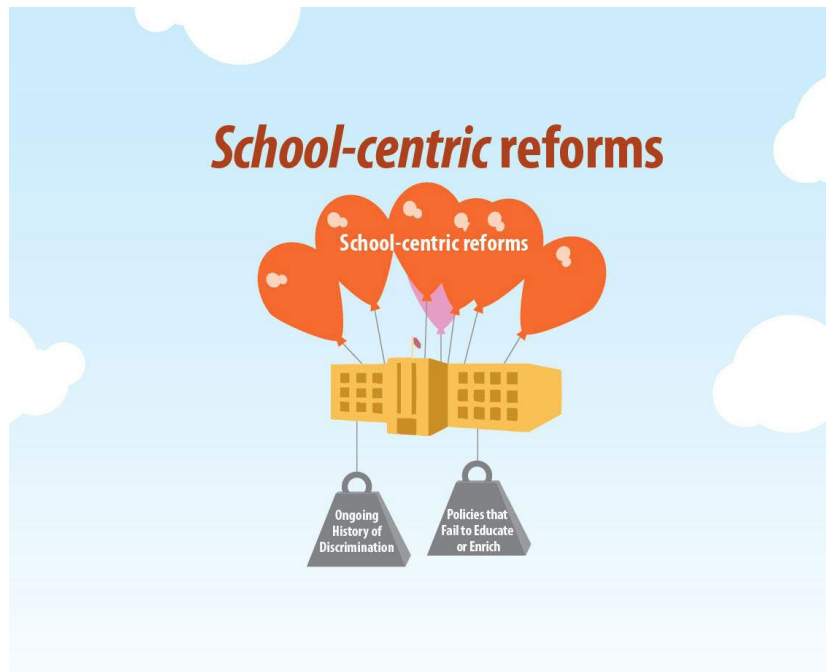 School-centric reforms
School-centric reforms
Ongoing
History of
Discrimination
Policies that
Fail to Educate
or Enrich